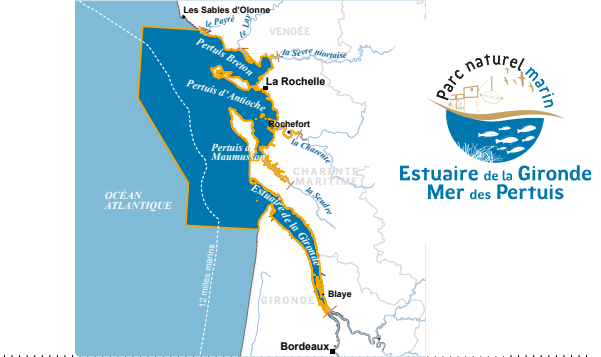 Les Sables d'Olonne
le Payré
le Lay
VENDÉE
Pertuis Breton
la Sèvre niortaise
La Rochelle
Pertuis d'Antioche
Rochefort
la Charente
Pertuis de
Maumusson
CHARENTE
MARITIME
la Seudre
OCÉAN
ATLANTIQUE
Estuaire de la Gironde
12 milles marins
GIRONDE
Blaye
Bordeaux
Parc naturel marin
Estuaire de la Gironde
Mer des Pertuis